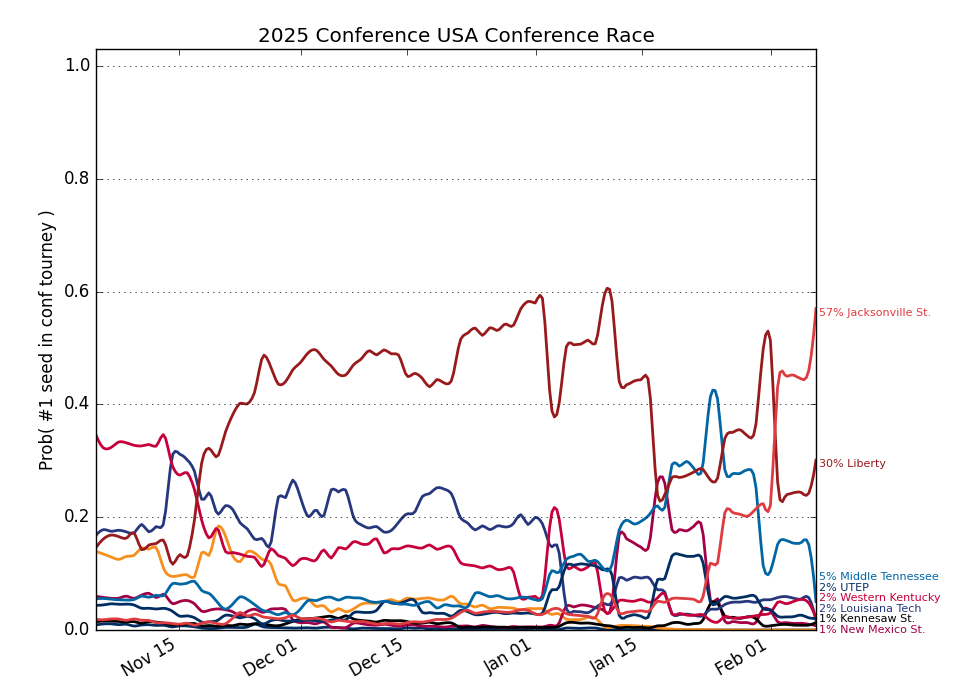 2025 Conference USA Conference Race
Prob( #1 seed in conf tourney )
1.0
0.8
0.6
0.4
0.2
0.0
Nov 15
Dec 01
Dec 15
Jan 01
Jan 15
Feb 01
57% Jacksonville St.
30% Liberty
5% Middle Tennessee
2% UTEP
2% Western Kentucky
2% Louisiana Tech
1% Kennesaw St.
1% New Mexico St.